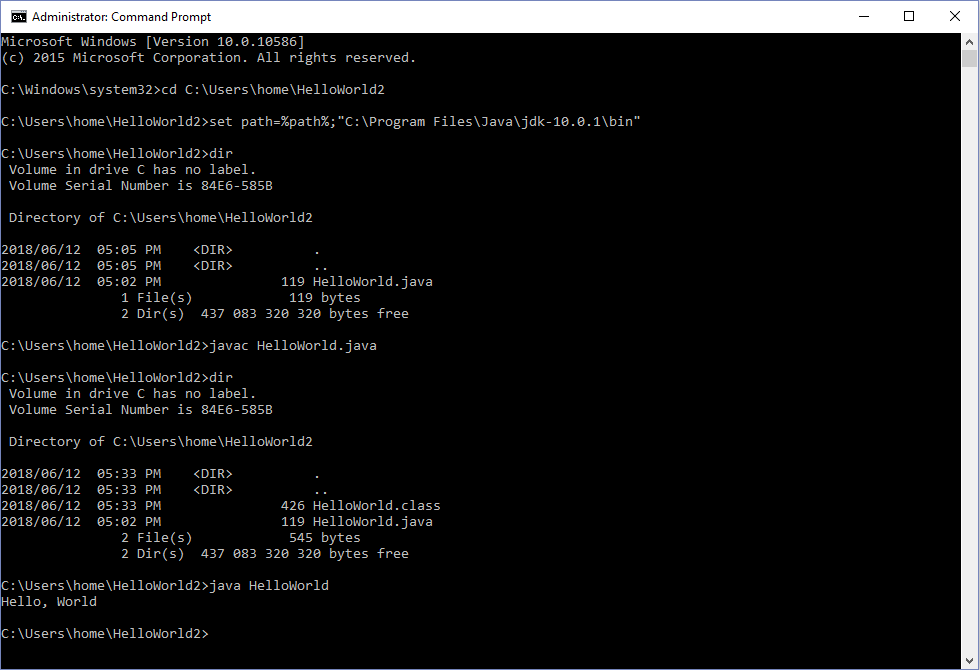 Administrator: Command Prompt
Microsoft Windows [Version 10.0.10586]
(c) 2015 Microsoft Corporation. All rights reserved.
C:\Windows\system32>cd C:\Users\home\HelloWorld2
C:\Users\home\HelloWorld2>set path=%path%;"C:\Program Files\Java\jdk-10.0.1\bin"
C:\Users\home\HelloWorld2>dir
 Volume in drive C has no label.
 Volume Serial Number is 84E6-585B
 Directory of C:\Users\home\HelloWorld2
2018/06/12  05:05 PM    <DIR>          .
2018/06/12  05:05 PM    <DIR>          ..
2018/06/12  05:02 PM               119 HelloWorld.java
               1 File(s)            119 bytes
               2 Dir(s)  437 083 320 320 bytes free
C:\Users\home\HelloWorld2>javac HelloWorld.java
C:\Users\home\HelloWorld2>dir
 Volume in drive C has no label.
 Volume Serial Number is 84E6-585B
 Directory of C:\Users\home\HelloWorld2
2018/06/12  05:33 PM    <DIR>          .
2018/06/12  05:33 PM    <DIR>          ..
2018/06/12  05:33 PM               426 HelloWorld.class
2018/06/12  05:02 PM               119 HelloWorld.java
               2 File(s)            545 bytes
               2 Dir(s)  437 083 320 320 bytes free
C:\Users\home\HelloWorld2>java HelloWorld
Hello, World
C:\Users\home\HelloWorld2>